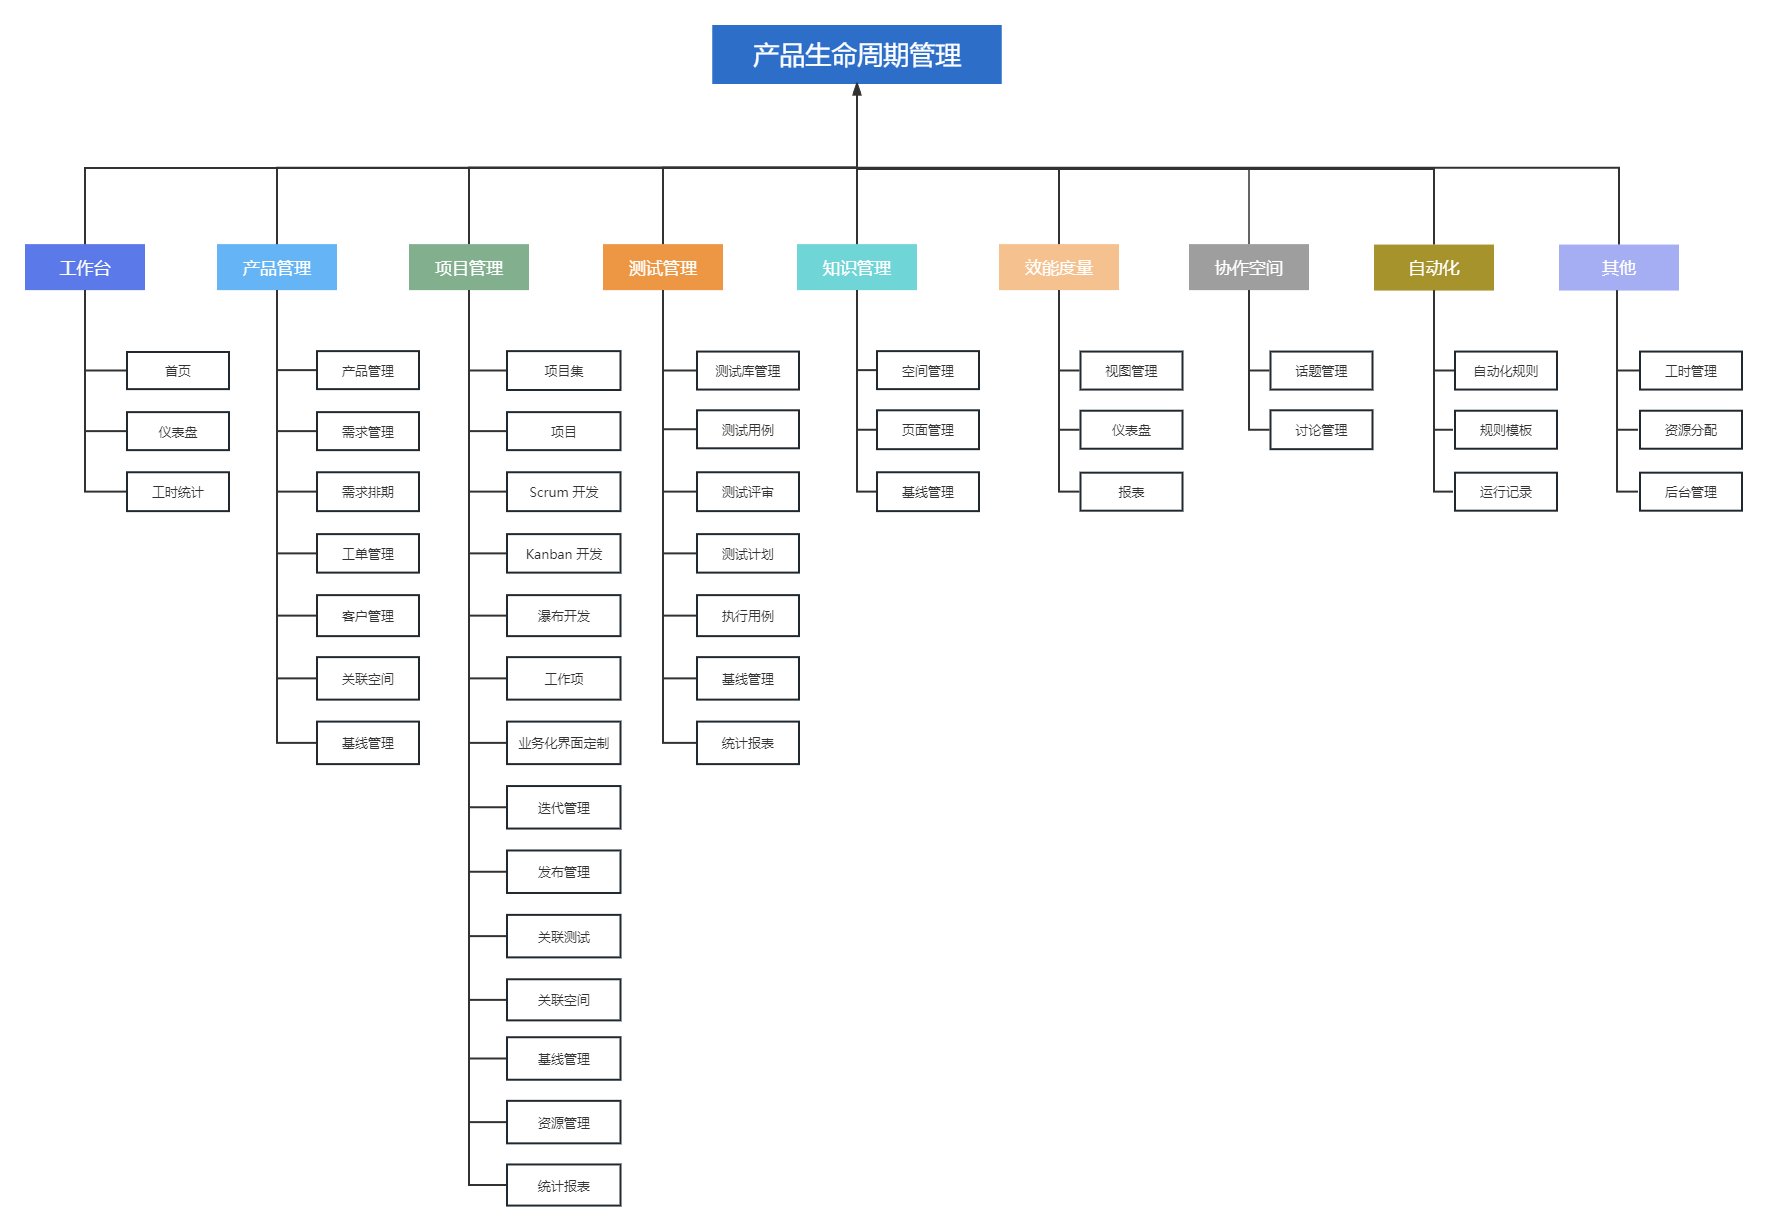 产品生命周期管理
工作台
产品管理
项目管理
测试管理
知识管理
效能度量
协作空间
自动化
其他
首页
仪表盘
工时统计
产品管理
需求管理
需求排期
工单管理
客户管理
关联空间
基线管理
项目集
项目
Scrum 开发
Kanban 开发
瀑布开发
工作项
业务化界面定制
迭代管理
发布管理
关联测试
关联空间
基线管理
资源管理
统计报表
测试库管理
测试用例
测试评审
测试计划
执行用例
基线管理
统计报表
空间管理
页面管理
基线管理
视图管理
仪表盘
报表
话题管理
讨论管理
自动化规则
规则模板
运行记录
工时管理
资源分配
后台管理